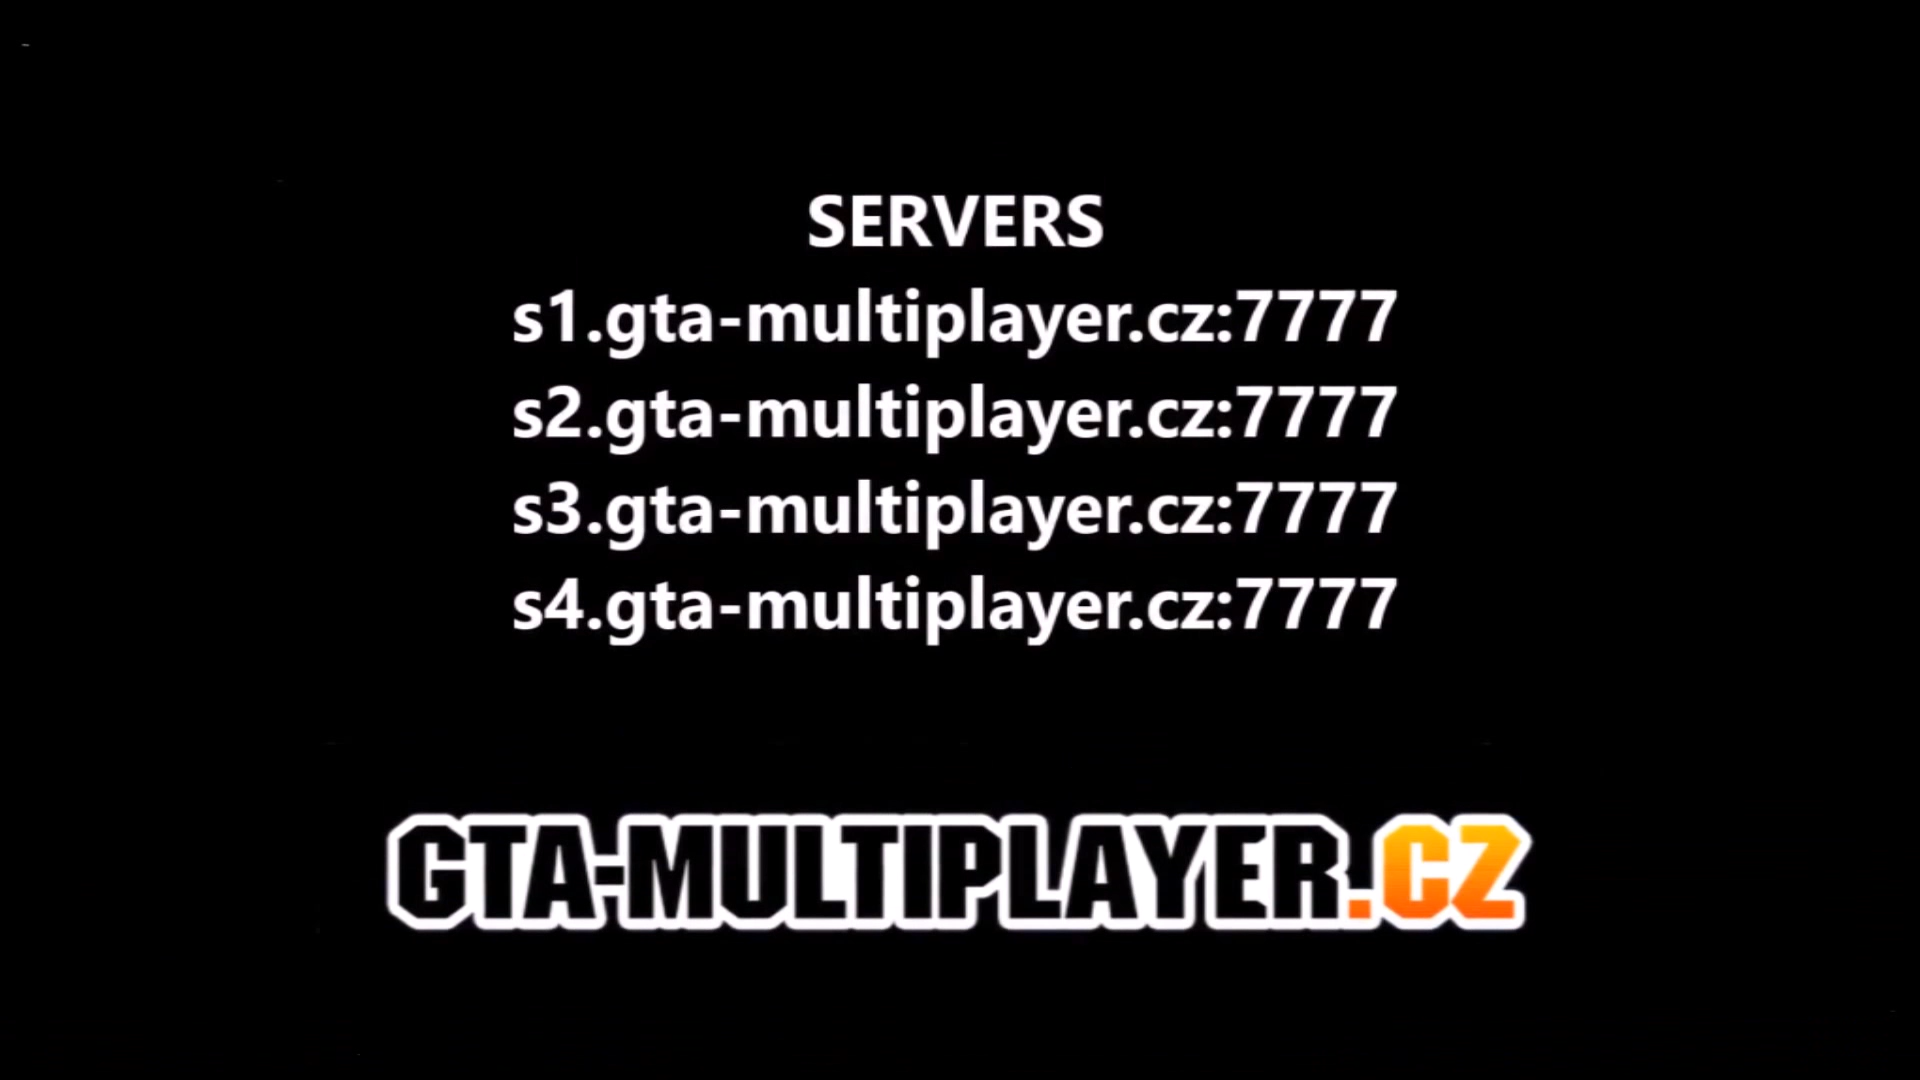 SERVERS
s1.gta-multiplayer.cz:7777
s2.gta-multiplayer.cz:7777
s3.gta-multiplayer.cz:7777
s4.gta-multiplayer.cz:7777
GTA-MULTIPLAYER.CZ